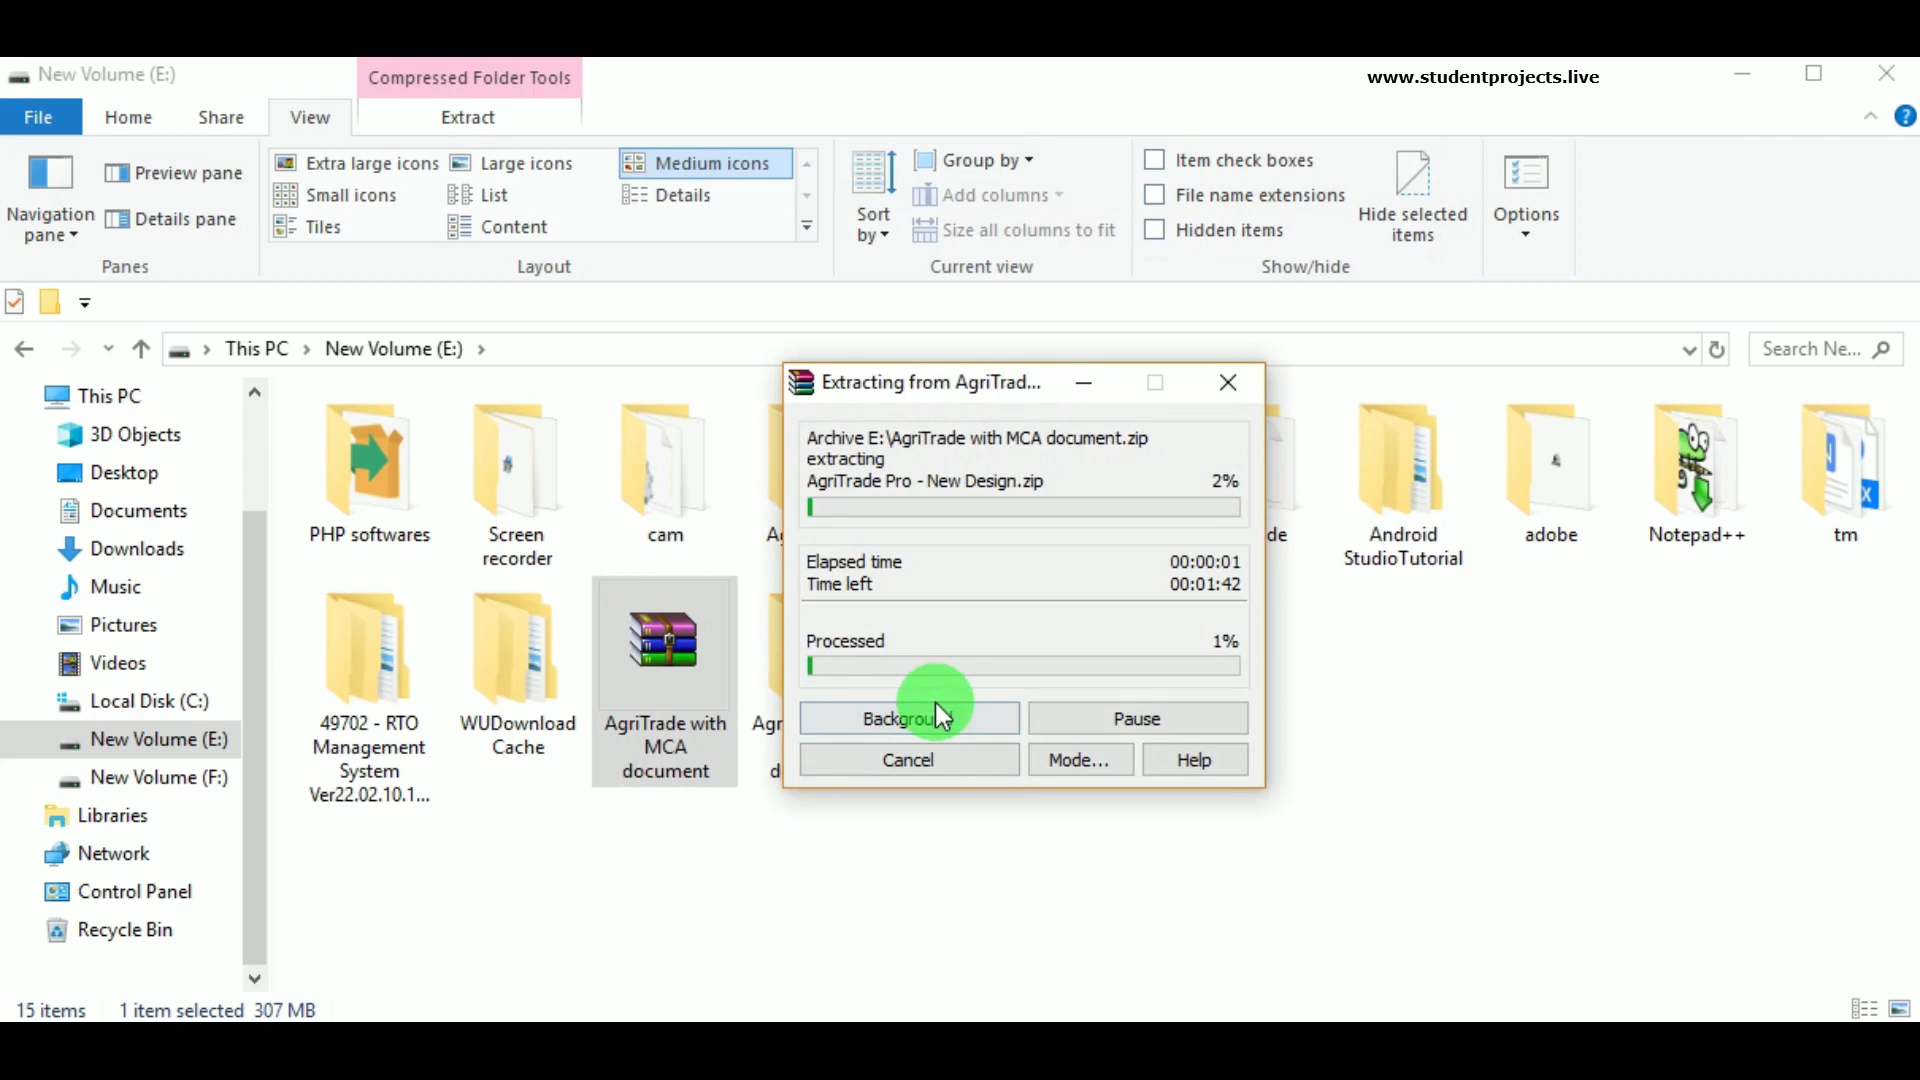 New Volume (E:)
Compressed Folder Tools
www.studentprojects.live
File
Home
Share
View
Extract
Navigation
pane
Preview pane
Details pane
Panes
Extra large icons
Large icons
Medium icons
Small icons
List
Details
Tiles
Content
Layout
Sort
by
Group by
Add columns
Size all columns to fit
Current view
Item check boxes
File name extensions
Hidden items
Hide selected
items
Show/hide
Options
This PC
New Volume (E:)
Search Ne...
This PC
3D Objects
Desktop
Documents
Downloads
Music
Pictures
Videos
Local Disk (C:)
New Volume (E:)
New Volume (F:)
Libraries
Network
Control Panel
Recycle Bin
PHP softwares
Screen
recorder
cam
de
Android
StudioTutorial
adobe
Notepad++
tm
49702 - RTO
Management
System
Ver22.02.10.1...
WUDownload
Cache
AgriTrade with
MCA
document
Extracting from AgriTrad...
Archive E:\AgriTrade with MCA document.zip
extracting
AgriTrade Pro - New Design.zip
2%
Elapsed time
00:00:01
Time left
00:01:42
Processed
1%
Background
Pause
Cancel
Mode...
Help
15 items
1 item selected 307 MB